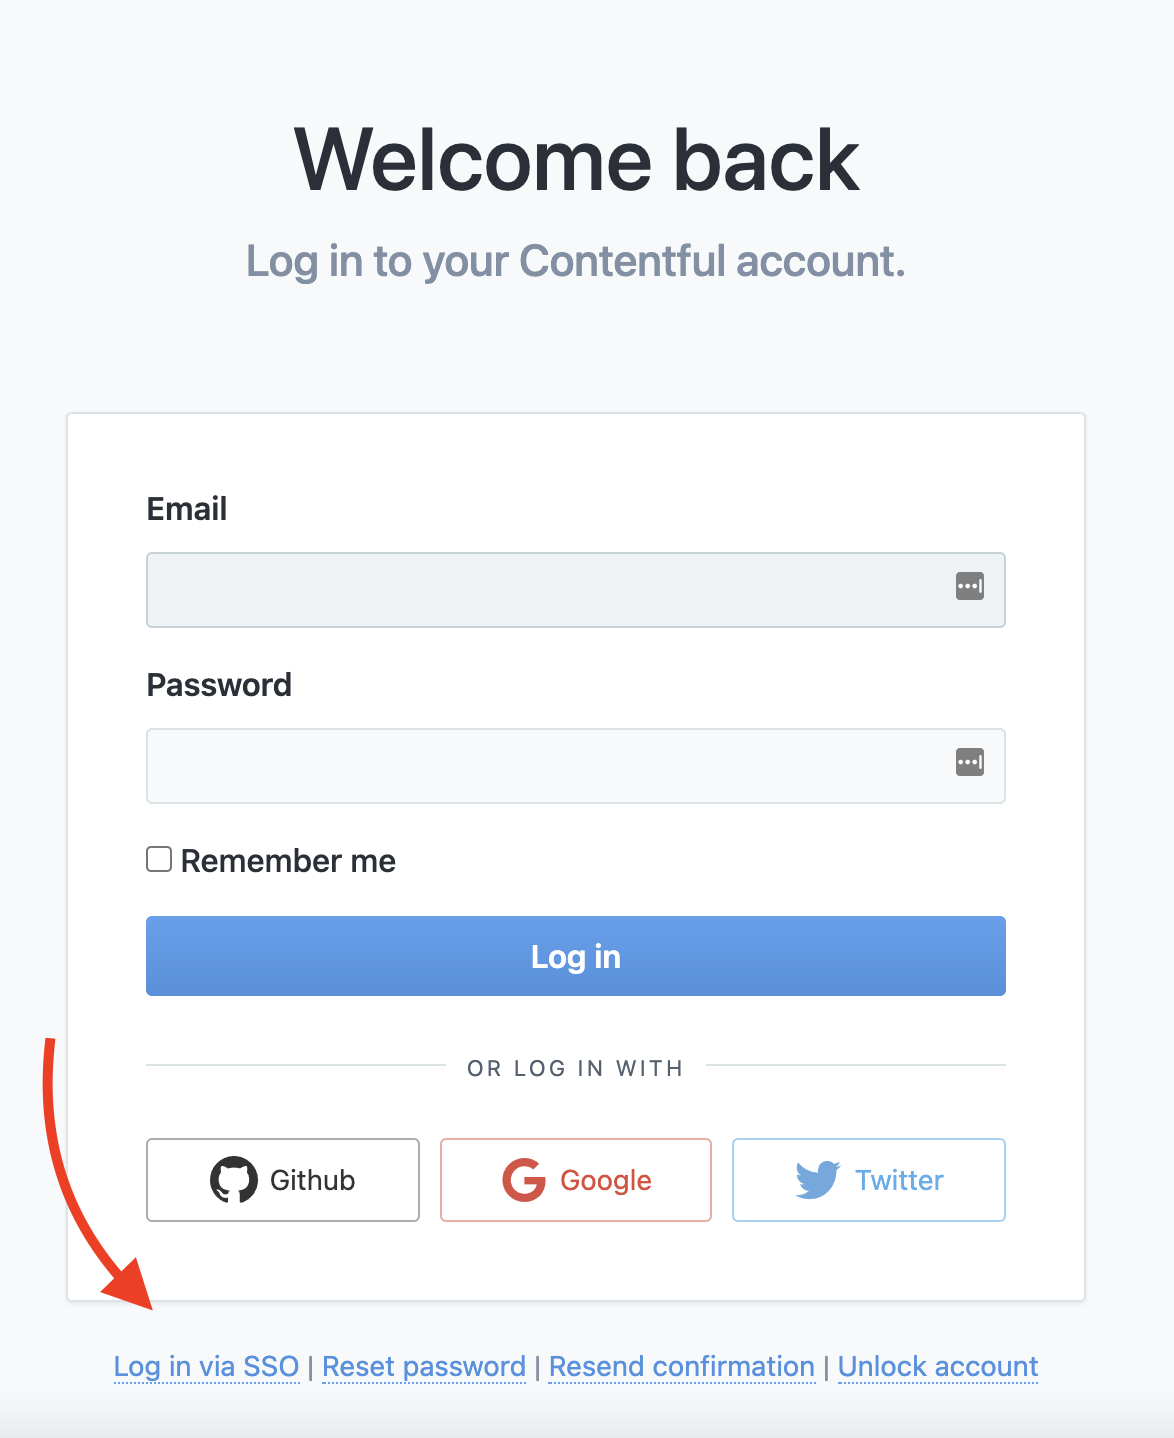 Welcome back
Log in to your Contentful account.
Email
Password
Remember me
Log in
OR LOG IN WITH
Github Google Twitter
Log in via SSO | Reset password | Resend confirmation | Unlock account